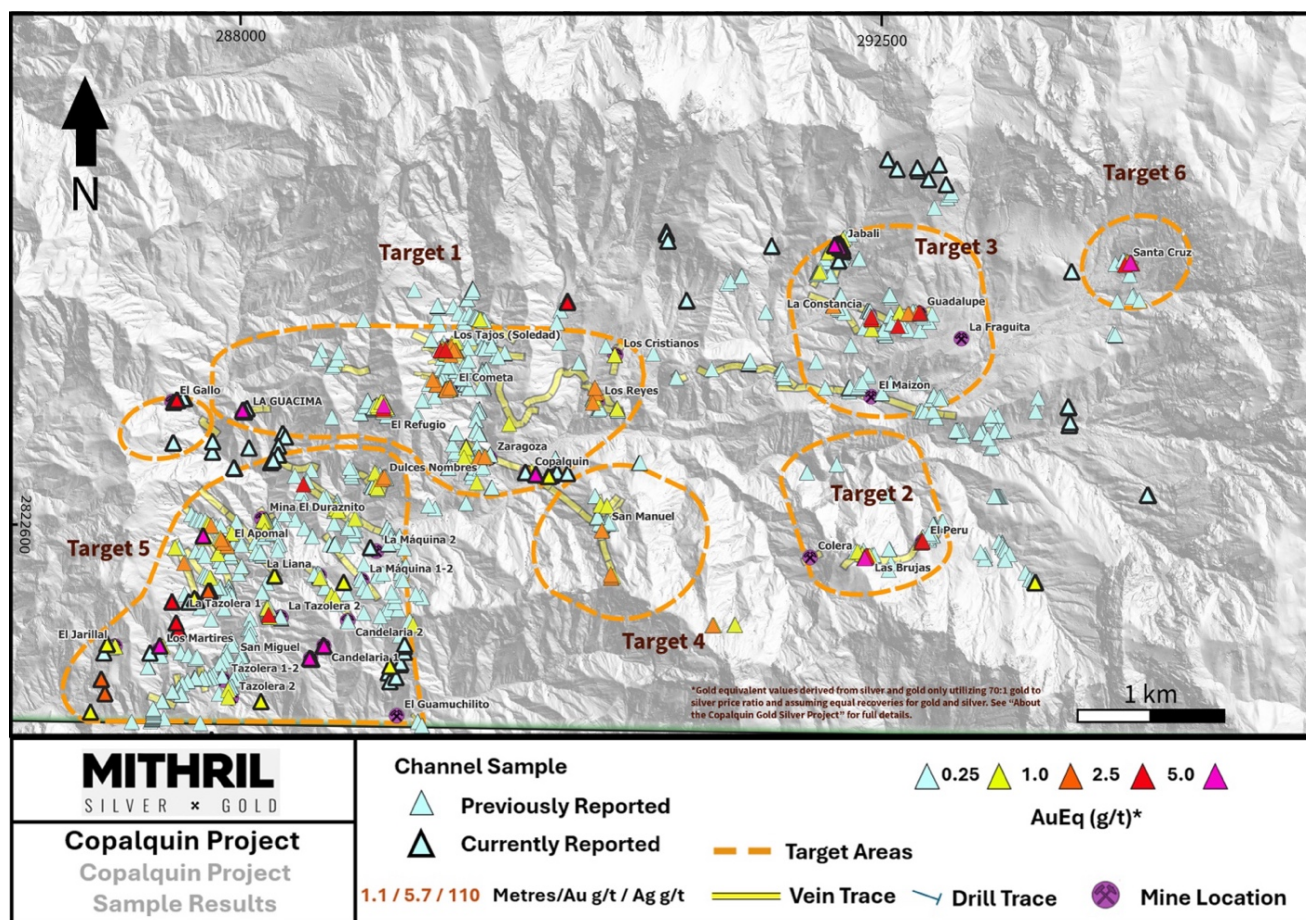 288000
292500
2822600
N
Target 1
Target 3
Target 6
Target 2
Target 4
Target 5
Jabali
Santa Cruz
La Constancia
Guadalupe
La Fraguita
Los Tajos (Soledad)
Los Cristianos
El Cometa
El Maizon
El Gallo
LA GUACIMA
Los Reyes
El Refugio
Zaragoza
Copalquin
Dulces Nombres
Mina El Duraznito
San Manuel
El Apomal
La Máquina 2
El Peru
Colera
Las Brujas
La Liana
La Máquina 1-2
La Tazolera 1
La Tazolera 2
El Jarillal
Los Martires
San Miguel
Candelaria 2
Candelaria 1
Tazolera 1-2
Tazolera 2
El Guamuchilito
*Gold equivalent values derived from silver and gold only utilizing 70:1 gold to
silver price ratio and assuming equal recoveries for gold and silver. See "About
the Copalquin Gold Silver Project" for full details.
1 km
MITHRIL
SILVER × GOLD
Copalquin Project
Copalquin Project
Sample Results
Channel Sample
Previously Reported
Currently Reported
1.1 / 5.7 / 110 Metres/Au g/t / Ag g/t
0.25 1.0 2.5 5.0
AuEq (g/t)*
Target Areas
Vein Trace
Drill Trace
Mine Location